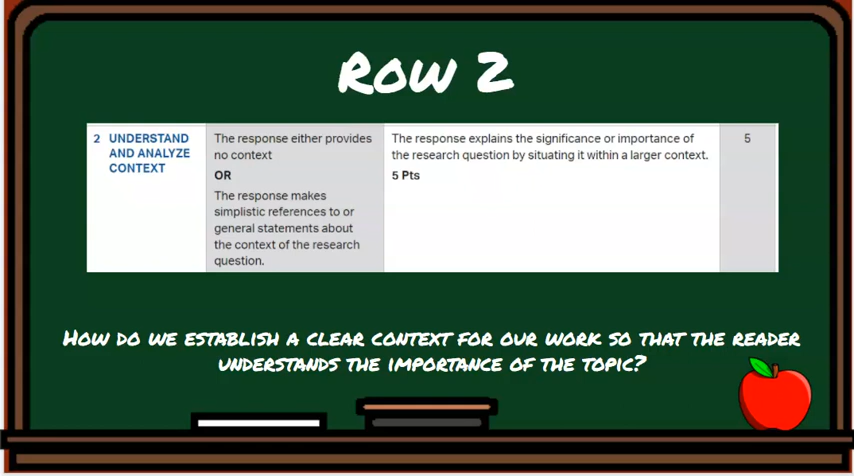 Row 2
2 UNDERSTAND
AND ANALYZE
CONTEXT
The response either provides
no context
OR
The response makes
simplistic references to or
general statements about
the context of the research
question.
The response explains the significance or importance of
the research question by situating it within a larger context.
5 Pts
5
HOW DO WE ESTABLISH A CLEAR CONTEXT FOR OUR WORK SO THAT THE READER
UNDERSTANDS THE IMPORTANCE OF THE TOPIC?